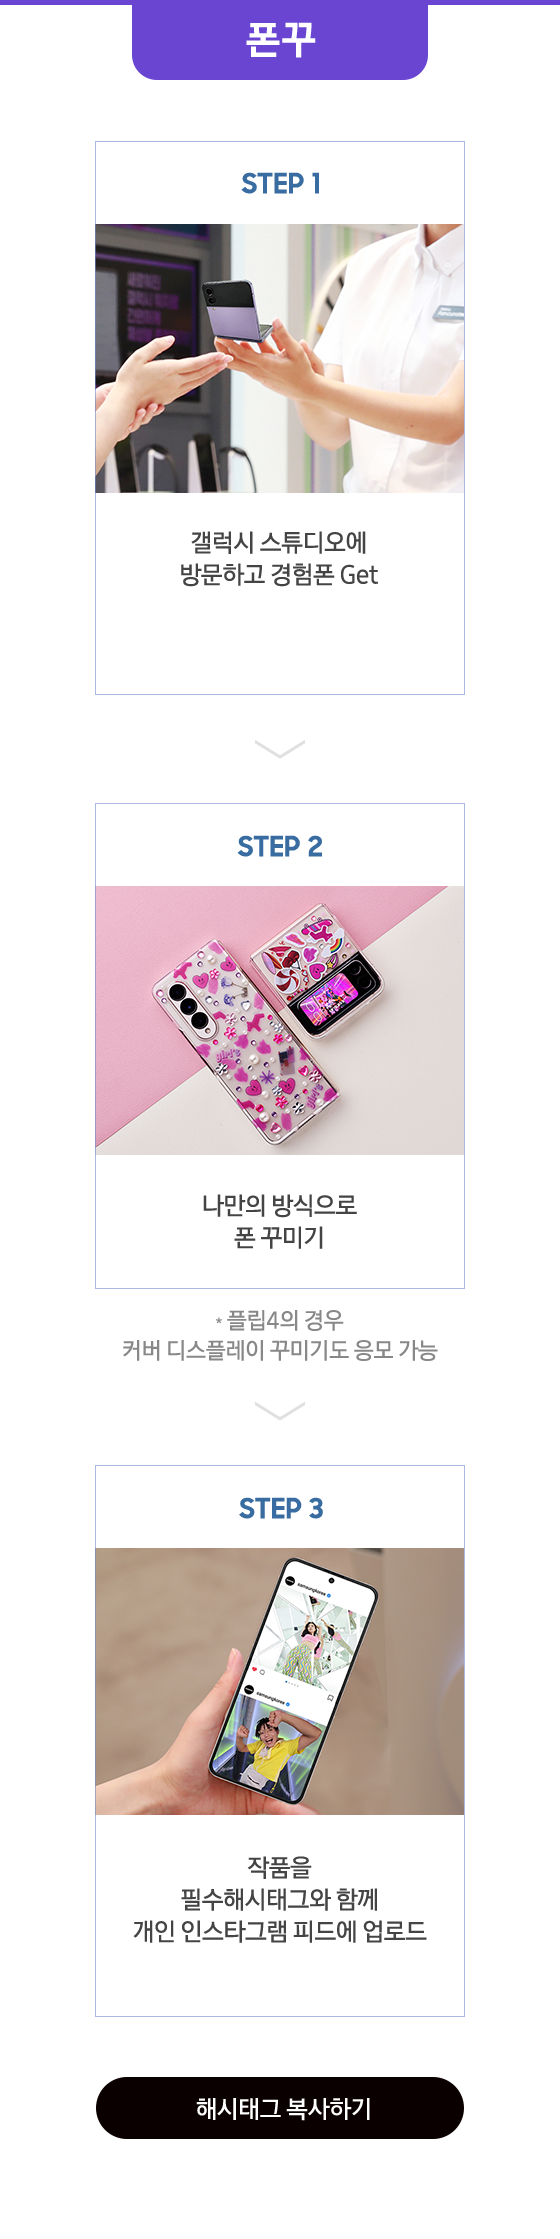 폰꾸
STEP 1
갤럭시 스튜디오에
방문하고 경험폰 Get
STEP 2
나만의 방식으로
폰 꾸미기
* 플립4의 경우
커버 디스플레이 꾸미기도 응모 가능
STEP 3
samsungkorea
samsungkorea
작품을
필수해시태그와 함께
개인 인스타그램 피드에 업로드
해시태그 복사하기